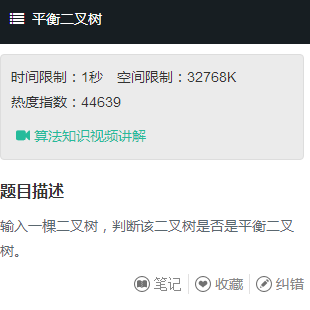 平衡二叉树
时间限制：1秒 空间限制：32768K
热度指数：44639
算法知识视频讲解
题目描述
输入一棵二叉树，判断该二叉树是否是平衡二叉
树。
笔记 收藏 纠错